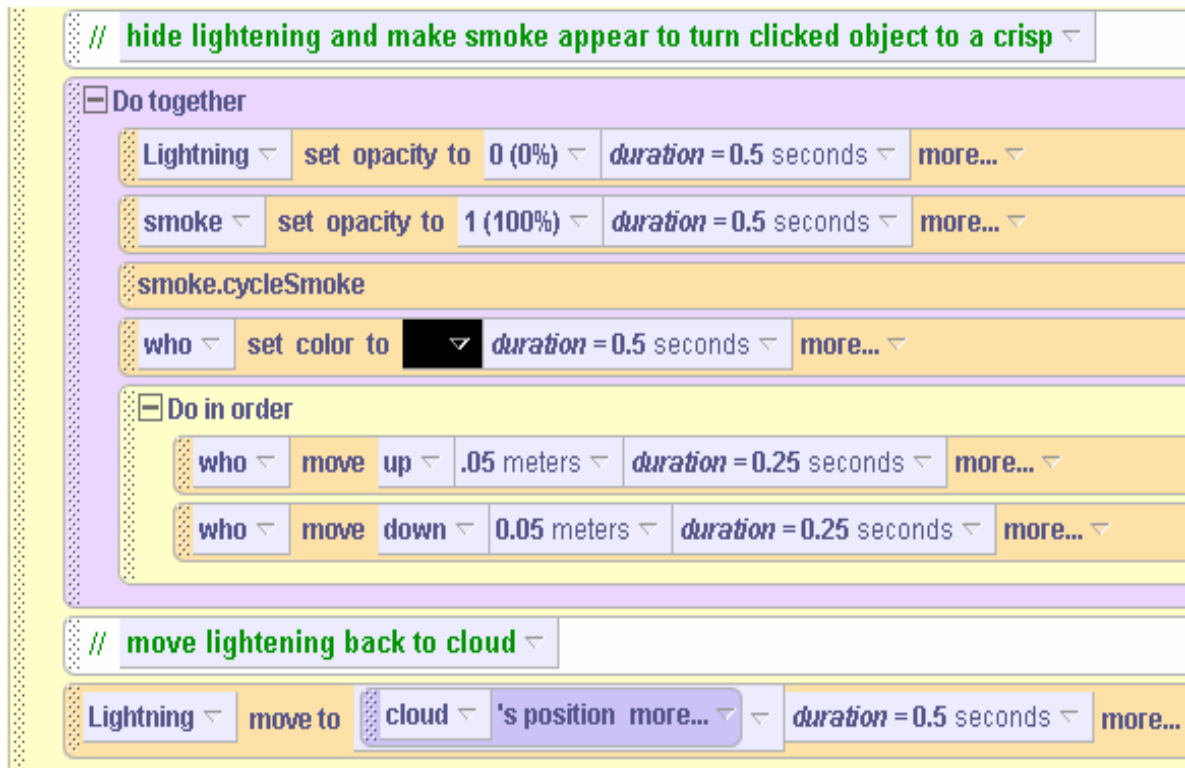 // hide lightening and make smoke appear to turn clicked object to a crisp
Do together
Lightning set opacity to 0 (0%) duration = 0.5 seconds more...
smoke set opacity to 1 (100%) duration = 0.5 seconds more...
smoke.cycleSmoke
who set color to duration = 0.5 seconds more...
Do in order
who move up .05 meters duration = 0.25 seconds more...
who move down 0.05 meters duration = 0.25 seconds more...
// move lightening back to cloud
Lightning move to cloud 's position more... duration = 0.5 seconds more...